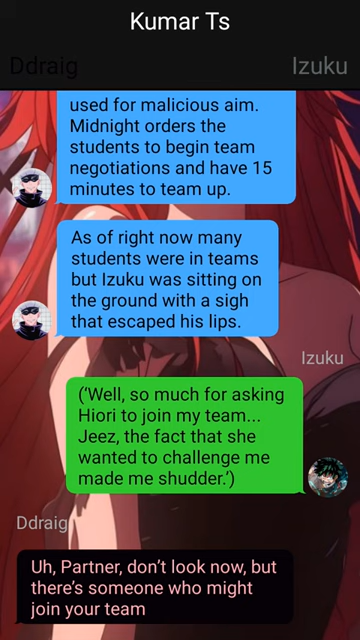 Kumar Ts
Ddraig Izuku
used for malicious aim.
Midnight orders the
students to begin team
negotiations and have 15
minutes to team up.
As of right now many
students were in teams
but Izuku was sitting on
the ground with a sigh
that escaped his lips.
Izuku
(‘Well, so much for asking
Hiori to join my team...
Jeez, the fact that she
wanted to challenge me
made me shudder.’)
Ddraig
Uh, Partner, don’t look now, but
there’s someone who might
join your team